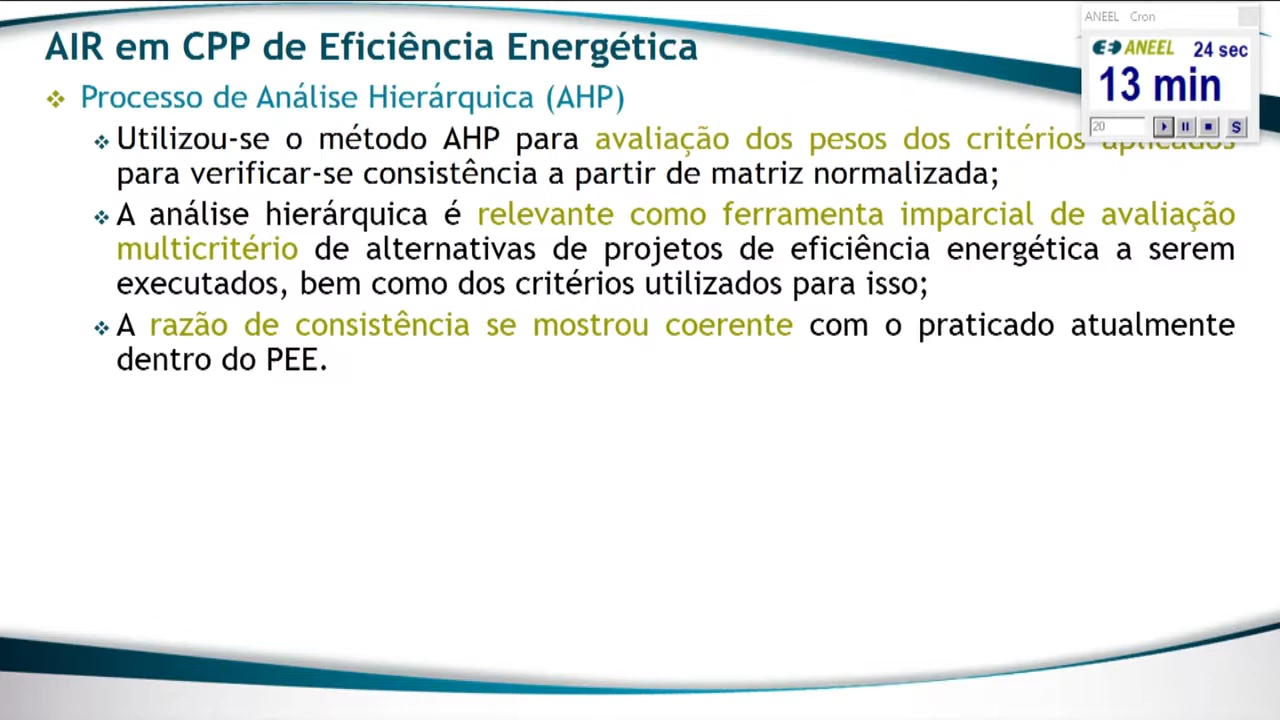 AIR em CPP de Eficiência Energética
ANEEL Cron
ANEEL 24 sec
13 min
20
S
Processo de Análise Hierárquica (AHP)
Utilizou-se o método AHP para avaliação dos pesos dos critérios aplicados
para verificar-se consistência a partir de matriz normalizada;
A análise hierárquica é relevante como ferramenta imparcial de avaliação
multicritério de alternativas de projetos de eficiência energética a serem
executados, bem como dos critérios utilizados para isso;
A razão de consistência se mostrou coerente com o praticado atualmente
dentro do PEE.